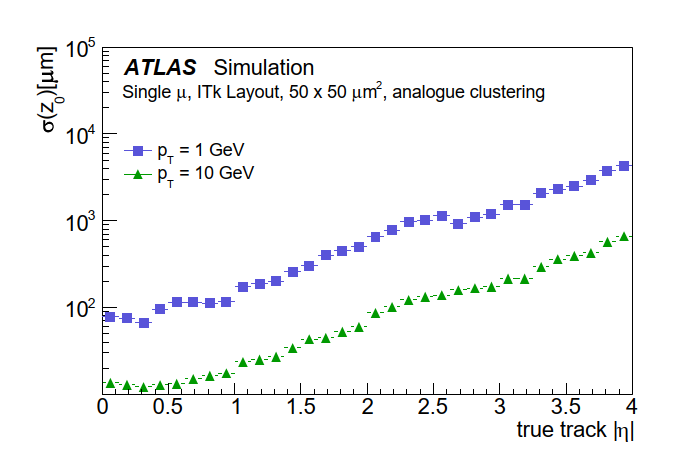 10⁵
σ(z₀)[μm]
ATLAS Simulation
Single μ, ITk Layout, 50 x 50 μm², analogue clustering
10⁴
p_T = 1 GeV
p_T = 10 GeV
10³
10²
0 0.5 1 1.5 2 2.5 3 3.5 4
true track |η|